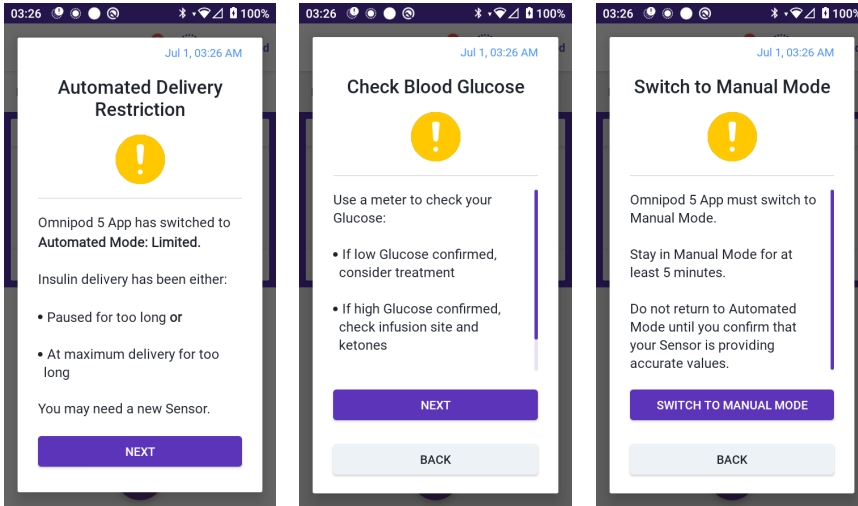 03:26 100%
Jul 1, 03:26 AM
Automated Delivery
Restriction
Omnipod 5 App has switched to
Automated Mode: Limited.
Insulin delivery has been either:
• Paused for too long or
• At maximum delivery for too
long
You may need a new Sensor.
NEXT
03:26 100%
Jul 1, 03:26 AM
Check Blood Glucose
Use a meter to check your
Glucose:
• If low Glucose confirmed,
consider treatment
• If high Glucose confirmed,
check infusion site and
ketones
NEXT
BACK
03:26 100%
Jul 1, 03:26 AM
Switch to Manual Mode
Omnipod 5 App must switch to
Manual Mode.
Stay in Manual Mode for at
least 5 minutes.
Do not return to Automated
Mode until you confirm that
your Sensor is providing
accurate values.
SWITCH TO MANUAL MODE
BACK